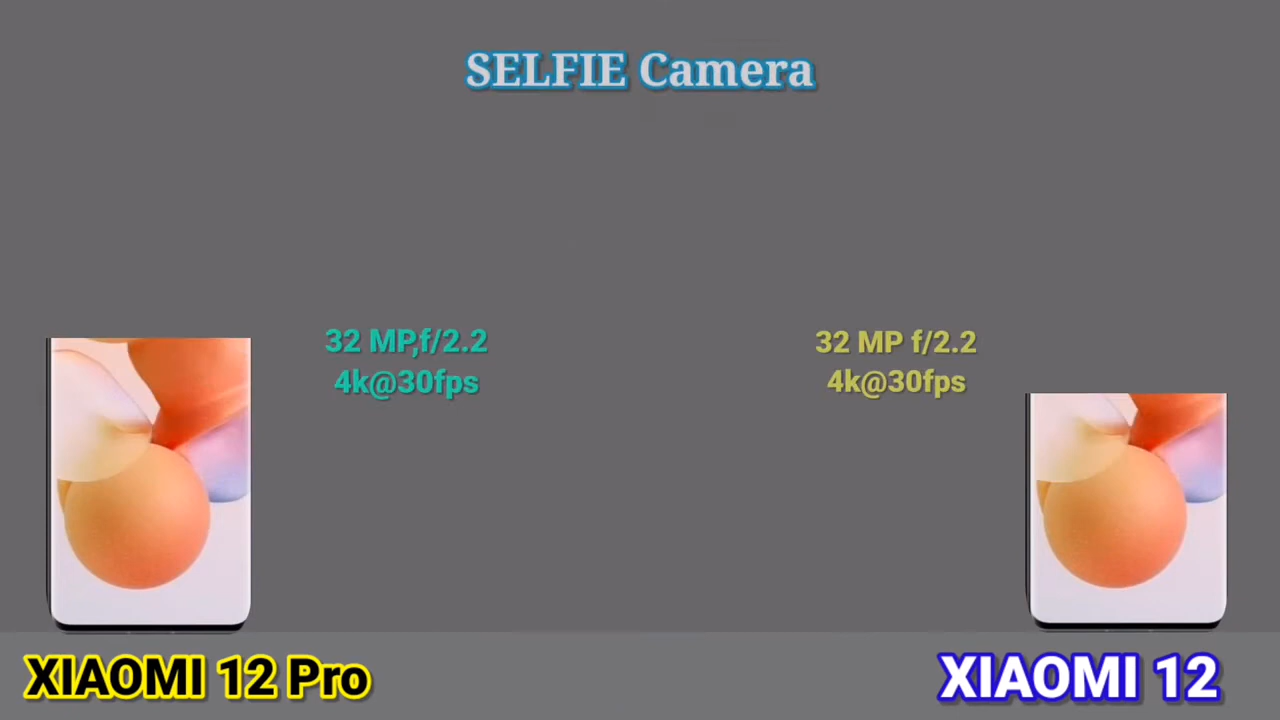 SELFIE Camera
32 MP,f/2.2
4k@30fps
32 MP f/2.2
4k@30fps
XIAOMI 12 Pro
XIAOMI 12